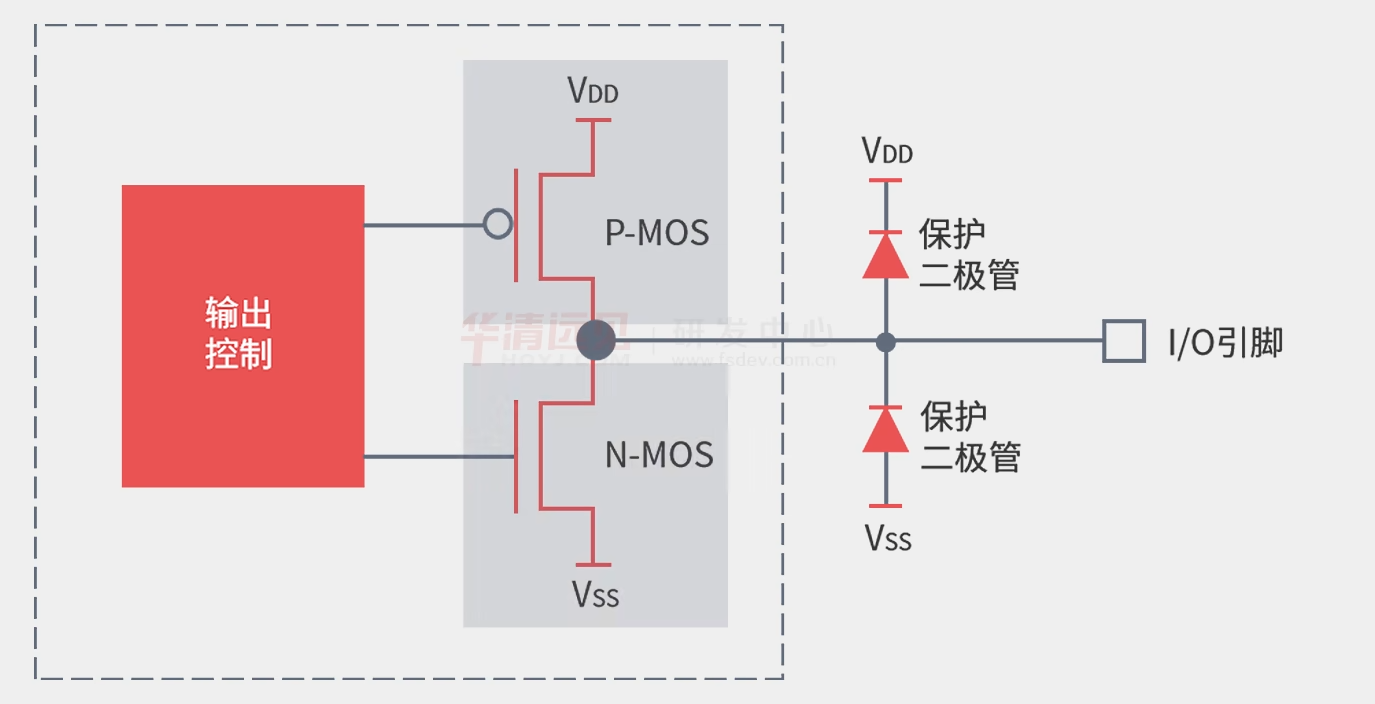 VDD
VDD
保护
二极管
P-MOS
输出
控制
华清远见 | 研发中心
HQYJ.COM www.fsdev.com.cn
I/O引脚
保护
二极管
N-MOS
VSS
VSS